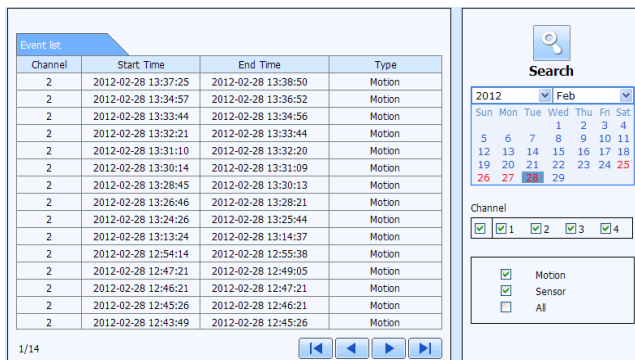 Event list
Channel Start Time End Time Type
2 2012-02-28 13:37:25 2012-02-28 13:38:50 Motion
2 2012-02-28 13:34:57 2012-02-28 13:36:52 Motion
2 2012-02-28 13:33:44 2012-02-28 13:34:56 Motion
2 2012-02-28 13:32:21 2012-02-28 13:33:44 Motion
2 2012-02-28 13:31:10 2012-02-28 13:32:20 Motion
2 2012-02-28 13:30:14 2012-02-28 13:31:09 Motion
2 2012-02-28 13:28:45 2012-02-28 13:30:13 Motion
2 2012-02-28 13:26:46 2012-02-28 13:28:21 Motion
2 2012-02-28 13:24:26 2012-02-28 13:25:44 Motion
2 2012-02-28 13:13:24 2012-02-28 13:14:37 Motion
2 2012-02-28 12:54:14 2012-02-28 12:55:38 Motion
2 2012-02-28 12:47:21 2012-02-28 12:49:05 Motion
2 2012-02-28 12:46:21 2012-02-28 12:47:21 Motion
2 2012-02-28 12:45:26 2012-02-28 12:46:21 Motion
2 2012-02-28 12:43:49 2012-02-28 12:45:26 Motion
1/14
Search
2012 Feb
Sun Mon Tue Wed Thu Fri Sat
1 2 3 4
5 6 7 8 9 10 11
12 13 14 15 16 17 18
19 20 21 22 23 24 25
26 27 28 29
Channel
1 2 3 4
Motion
Sensor
All